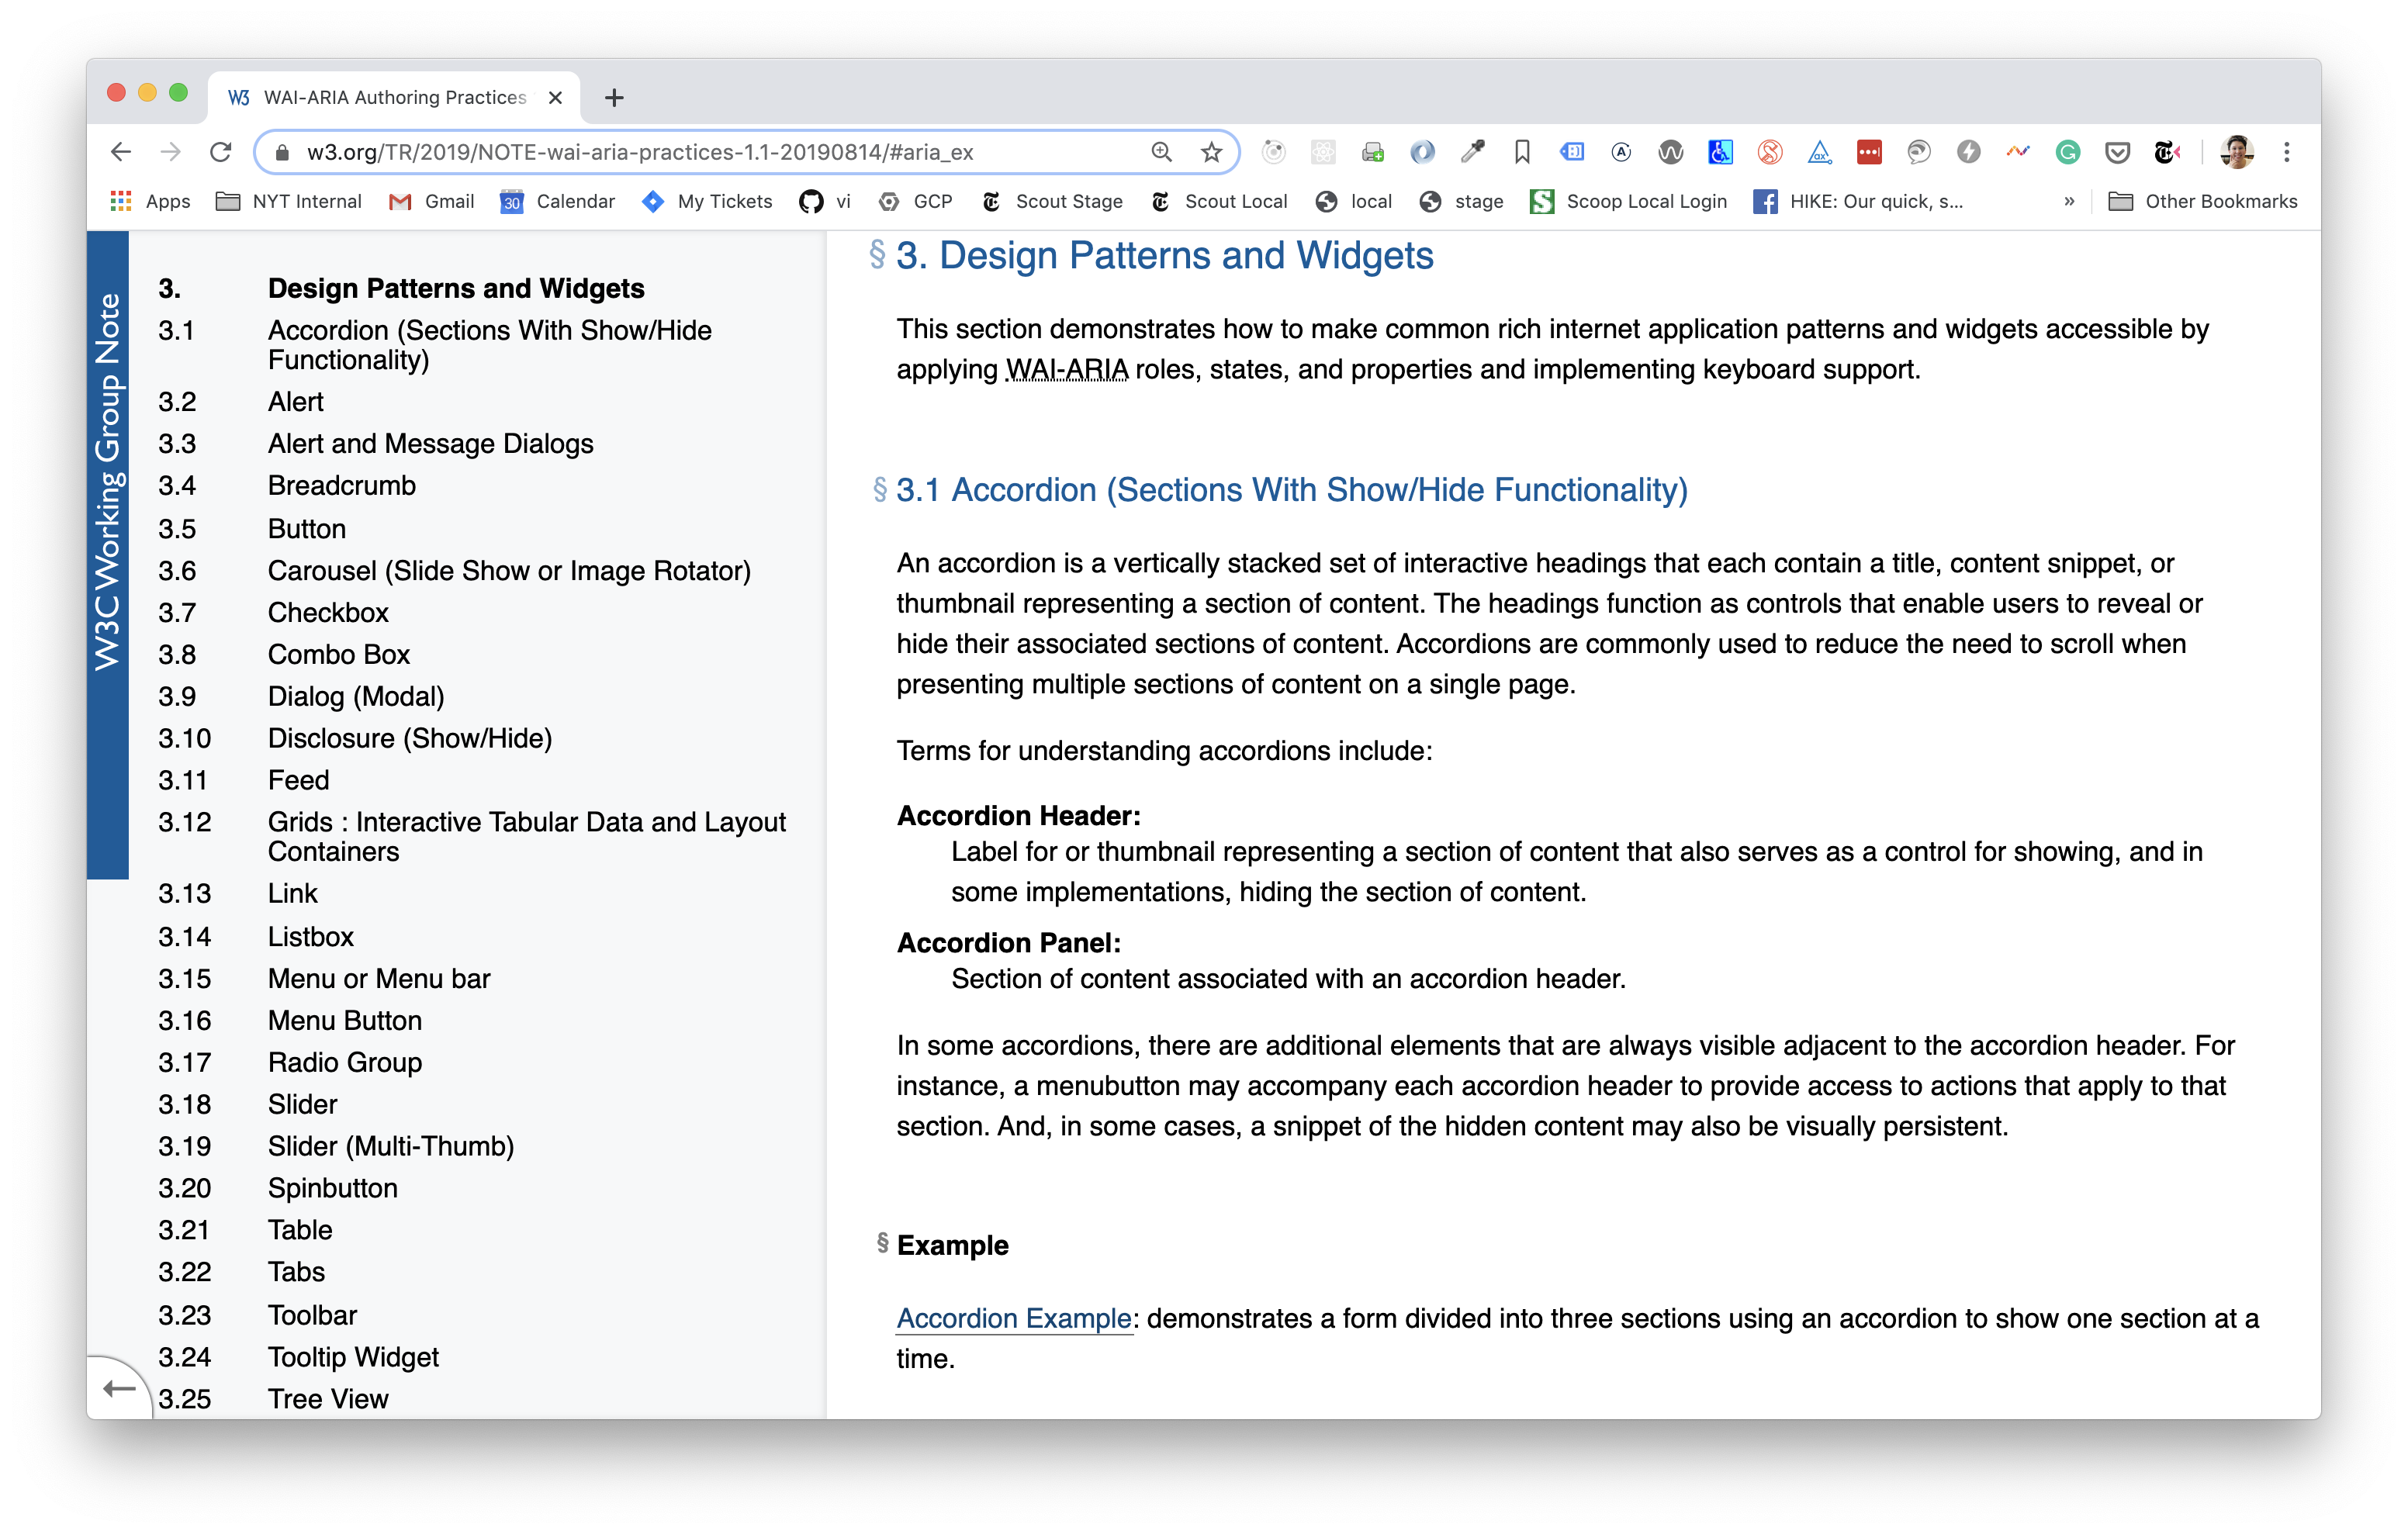 W3 WAI-ARIA Authoring Practices
w3.org/TR/2019/NOTE-wai-aria-practices-1.1-20190814/#aria_ex
Apps NYT Internal Gmail 30 Calendar My Tickets vi GCP Scout Stage Scout Local local stage Scoop Local Login HIKE: Our quick, s... » Other Bookmarks
W3C Working Group Note
3. Design Patterns and Widgets
3.1 Accordion (Sections With Show/Hide
Functionality)
3.2 Alert
3.3 Alert and Message Dialogs
3.4 Breadcrumb
3.5 Button
3.6 Carousel (Slide Show or Image Rotator)
3.7 Checkbox
3.8 Combo Box
3.9 Dialog (Modal)
3.10 Disclosure (Show/Hide)
3.11 Feed
3.12 Grids : Interactive Tabular Data and Layout
Containers
3.13 Link
3.14 Listbox
3.15 Menu or Menu bar
3.16 Menu Button
3.17 Radio Group
3.18 Slider
3.19 Slider (Multi-Thumb)
3.20 Spinbutton
3.21 Table
3.22 Tabs
3.23 Toolbar
3.24 Tooltip Widget
3.25 Tree View
§ 3. Design Patterns and Widgets
This section demonstrates how to make common rich internet application patterns and widgets accessible by
applying WAI-ARIA roles, states, and properties and implementing keyboard support.
§ 3.1 Accordion (Sections With Show/Hide Functionality)
An accordion is a vertically stacked set of interactive headings that each contain a title, content snippet, or
thumbnail representing a section of content. The headings function as controls that enable users to reveal or
hide their associated sections of content. Accordions are commonly used to reduce the need to scroll when
presenting multiple sections of content on a single page.
Terms for understanding accordions include:
Accordion Header:
Label for or thumbnail representing a section of content that also serves as a control for showing, and in
some implementations, hiding the section of content.
Accordion Panel:
Section of content associated with an accordion header.
In some accordions, there are additional elements that are always visible adjacent to the accordion header. For
instance, a menubutton may accompany each accordion header to provide access to actions that apply to that
section. And, in some cases, a snippet of the hidden content may also be visually persistent.
§ Example
Accordion Example: demonstrates a form divided into three sections using an accordion to show one section at a
time.